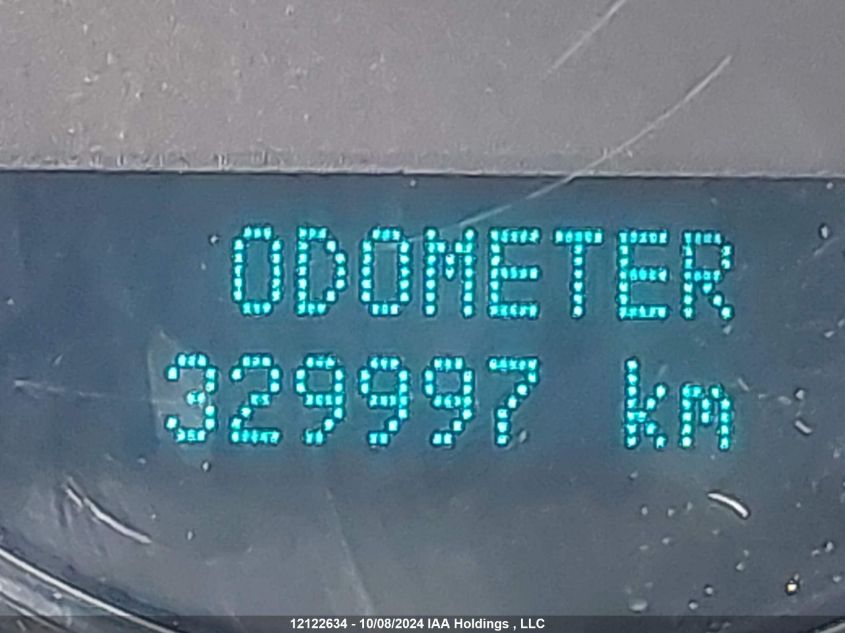 ODOMETER
329997 km
12122634 - 10/08/2024 IAA Holdings , LLC